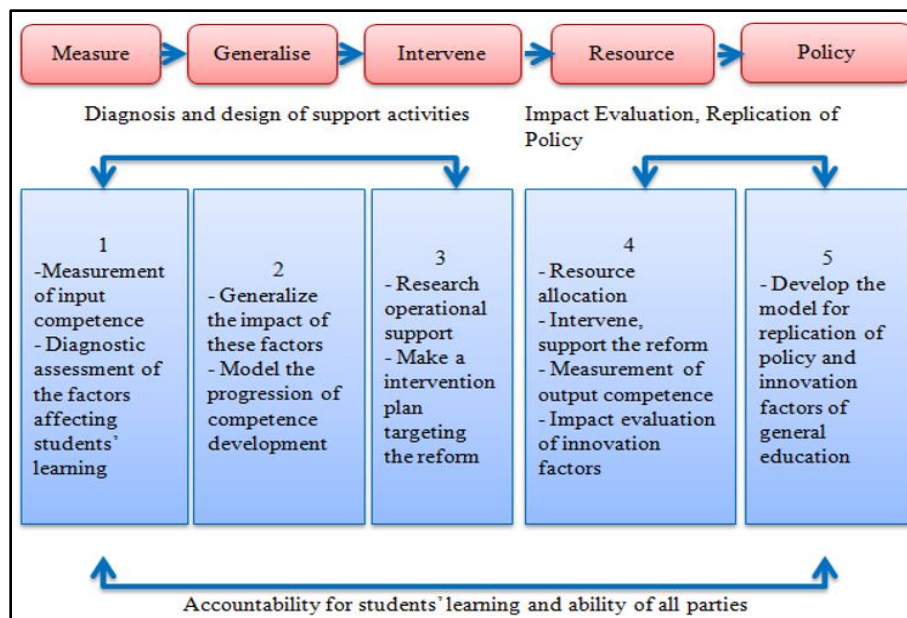 Measure
Generalise
Intervene
Resource
Policy
Diagnosis and design of support activities
Impact Evaluation, Replication of
Policy
1
-Measurement
of input
competence
- Diagnostic
assessment of
the factors
affecting
students’
learning
2
- Generalize
the impact of
these factors
- Model the
progression of
competence
development
3
- Research
operational
support
- Make a
intervention
plan
targeting
the reform
4
- Resource
allocation
- Intervene,
support the reform
- Measurement of
output competence
- Impact evaluation
of innovation
factors
5
- Develop the
model for
replication of
policy and
innovation
factors of
general
education
Accountability for students’ learning and ability of all parties